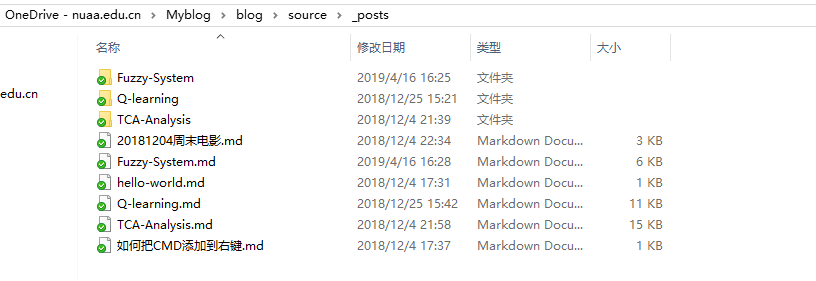 OneDrive - nuaa.edu.cn > Myblog > blog > source > _posts
名称 修改日期 类型 大小
Fuzzy-System 2019/4/16 16:25 文件夹
edu.cn Q-learning 2018/12/25 15:21 文件夹
TCA-Analysis 2018/12/4 21:39 文件夹
20181204周末电影.md 2018/12/4 22:34 Markdown Docu... 3 KB
Fuzzy-System.md 2019/4/16 16:28 Markdown Docu... 6 KB
hello-world.md 2018/12/4 17:31 Markdown Docu... 1 KB
Q-learning.md 2018/12/25 15:42 Markdown Docu... 11 KB
TCA-Analysis.md 2018/12/4 21:58 Markdown Docu... 15 KB
如何把CMD添加到右键.md 2018/12/4 17:37 Markdown Docu... 1 KB